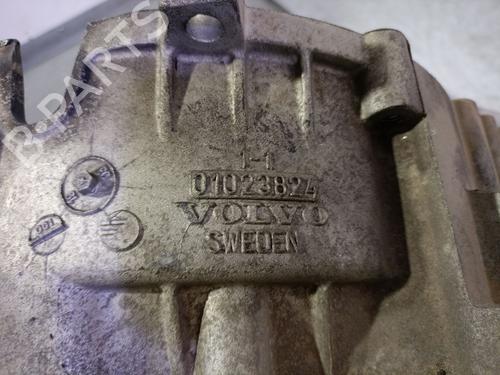 B-PARTS
1-1
01023824
VOLVO
SWEDEN